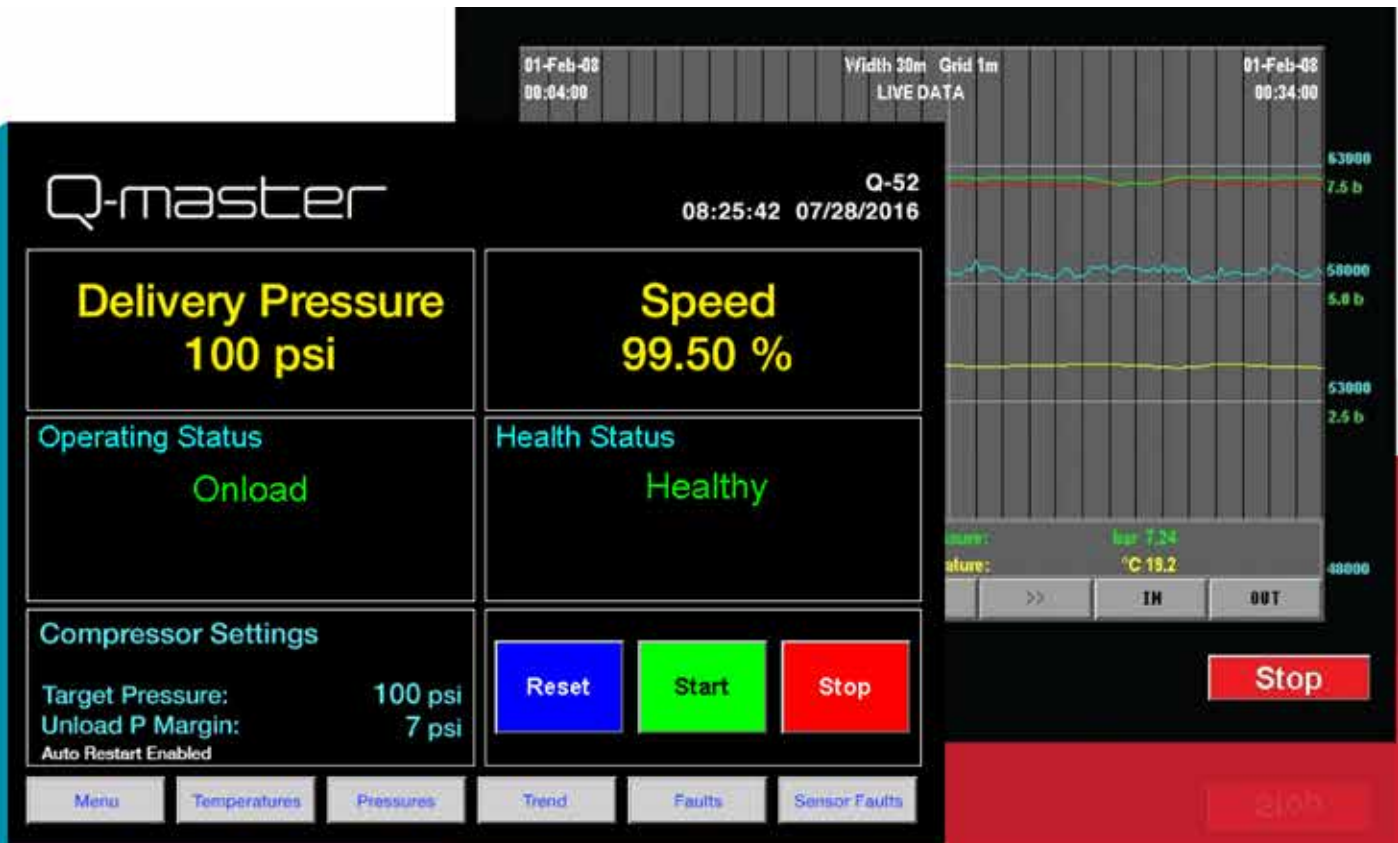 01-Feb-08 Width 30m Grid 1m 01-Feb-08
00:04:00 LIVE DATA 00:34:00
63000
7.5 b
58000
5.0 b
53000
2.5 b
bar 7.24
°C 19.2
48000
>> IN OUT
Stop
Q-master
Q-52
08:25:42 07/28/2016
Delivery Pressure
100 psi
Speed
99.50 %
Operating Status
Onload
Health Status
Healthy
Compressor Settings
Target Pressure: 100 psi
Unload P Margin: 7 psi
Auto Restart Enabled
Reset Start Stop
Menu Temperatures Pressures Trend Faults Sensor Faults